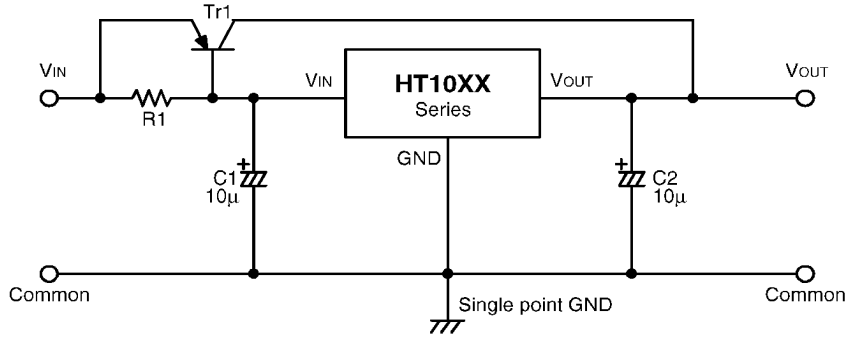 Tr1
VIN
R1
VIN
HT10XX
Series
VOUT
VOUT
GND
C1
10μ
C2
10μ
Common
Single point GND
Common